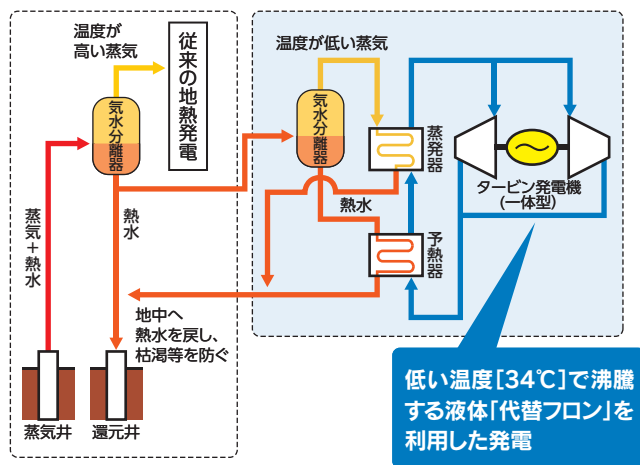 温度が
高い蒸気
従来の地熱発電
気水分離器
蒸気＋熱水
熱水
地中へ
熱水を戻し、
枯渇等を防ぐ
蒸気井
還元井
温度が低い蒸気
気水分離器
蒸発器
熱水
予熱器
タービン発電機
(一体型)
低い温度［34℃］で沸騰
する液体「代替フロン」を
利用した発電